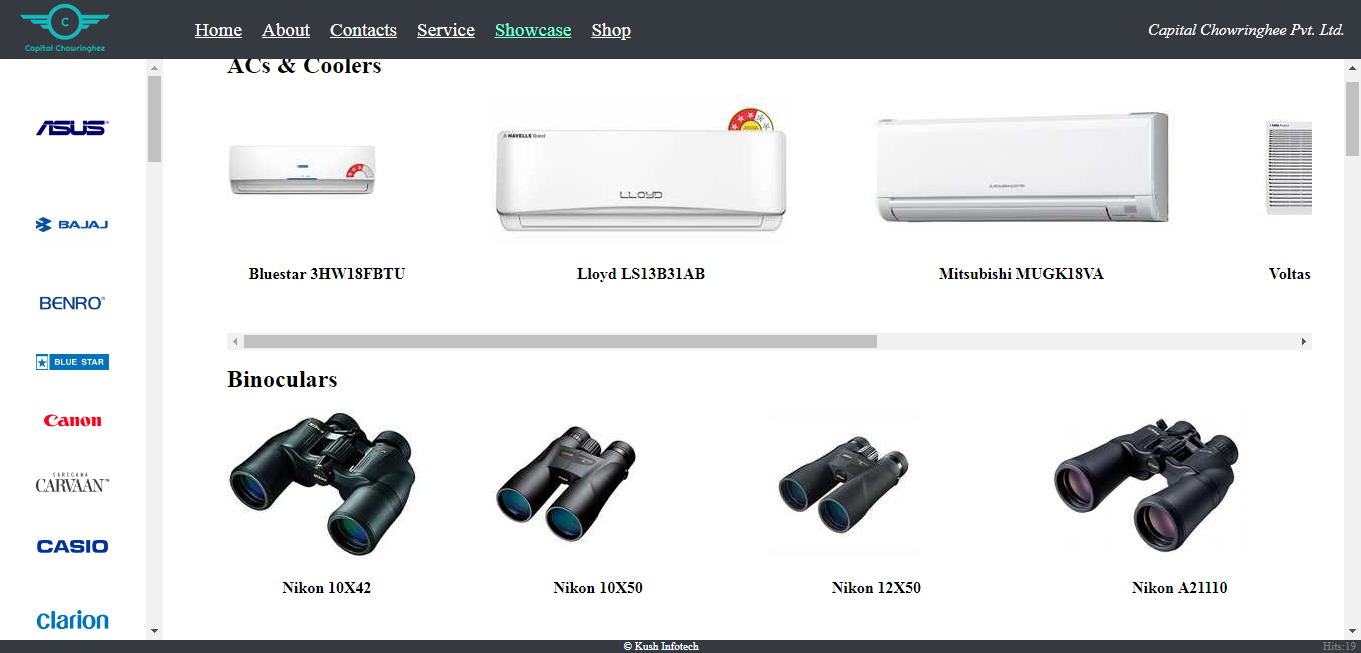 C
Capital Chowringhee
Home About Contacts Service Showcase Shop
Capital Chowringhee Pvt. Ltd.
ASUS
BAJAJ
BENRO
BLUE STAR
Canon
SAREGAMA
CARVAAN
CASIO
clarion
ACs & Coolers
A HAVELLS Brand
LLOYD
Bluestar 3HW18FBTU
Lloyd LS13B31AB
Mitsubishi MUGK18VA
Voltas
Binoculars
Nikon 10X42
Nikon 10X50
Nikon 12X50
Nikon A21110
© Kush Infotech
Hits:19